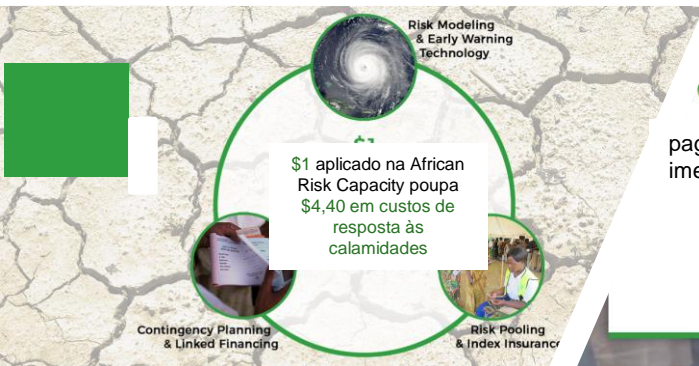 Risk Modeling
& Early Warning
Technology
$1 aplicado na African
Risk Capacity poupa
$4,40 em custos de
resposta às
calamidades
Contingency Planning
& Linked Financing
Risk Pooling
& Index Insurance
pag
ime